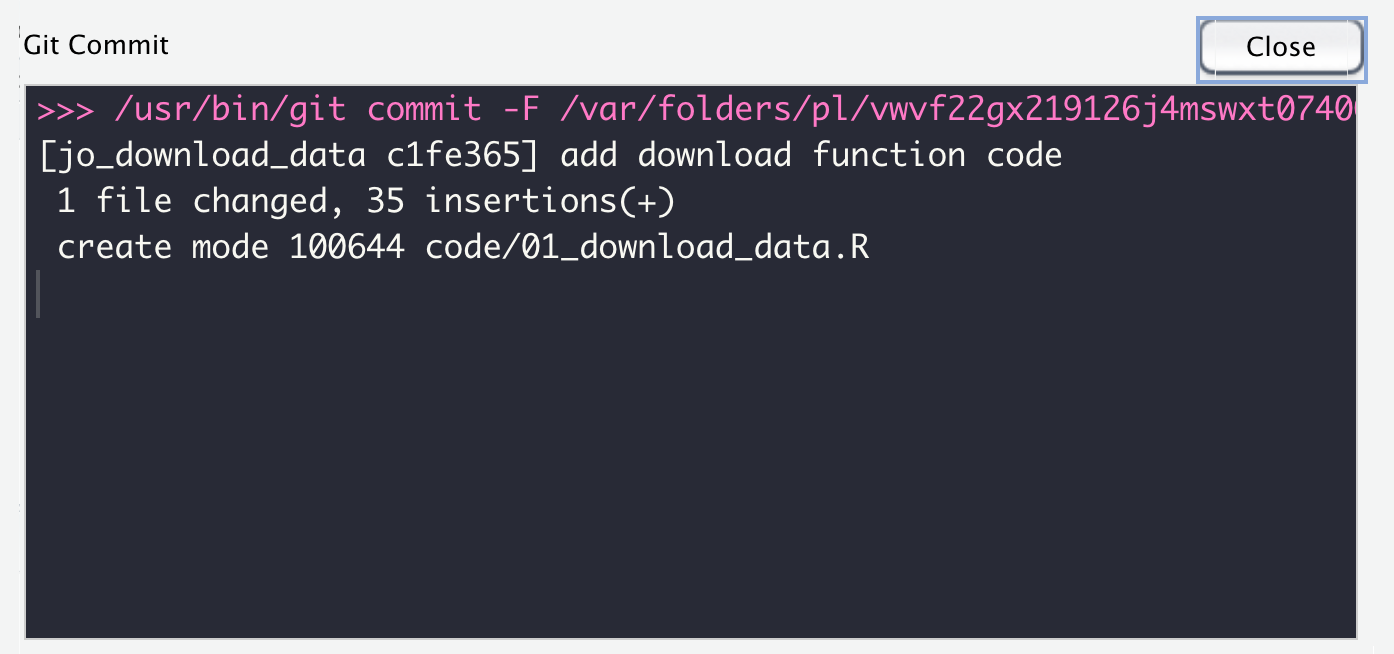 Git Commit
Close
>>> /usr/bin/git commit -F /var/folders/pl/vwvf22gx219126j4mswxt0740
[jo_download_data c1fe365] add download function code
1 file changed, 35 insertions(+)
create mode 100644 code/01_download_data.R